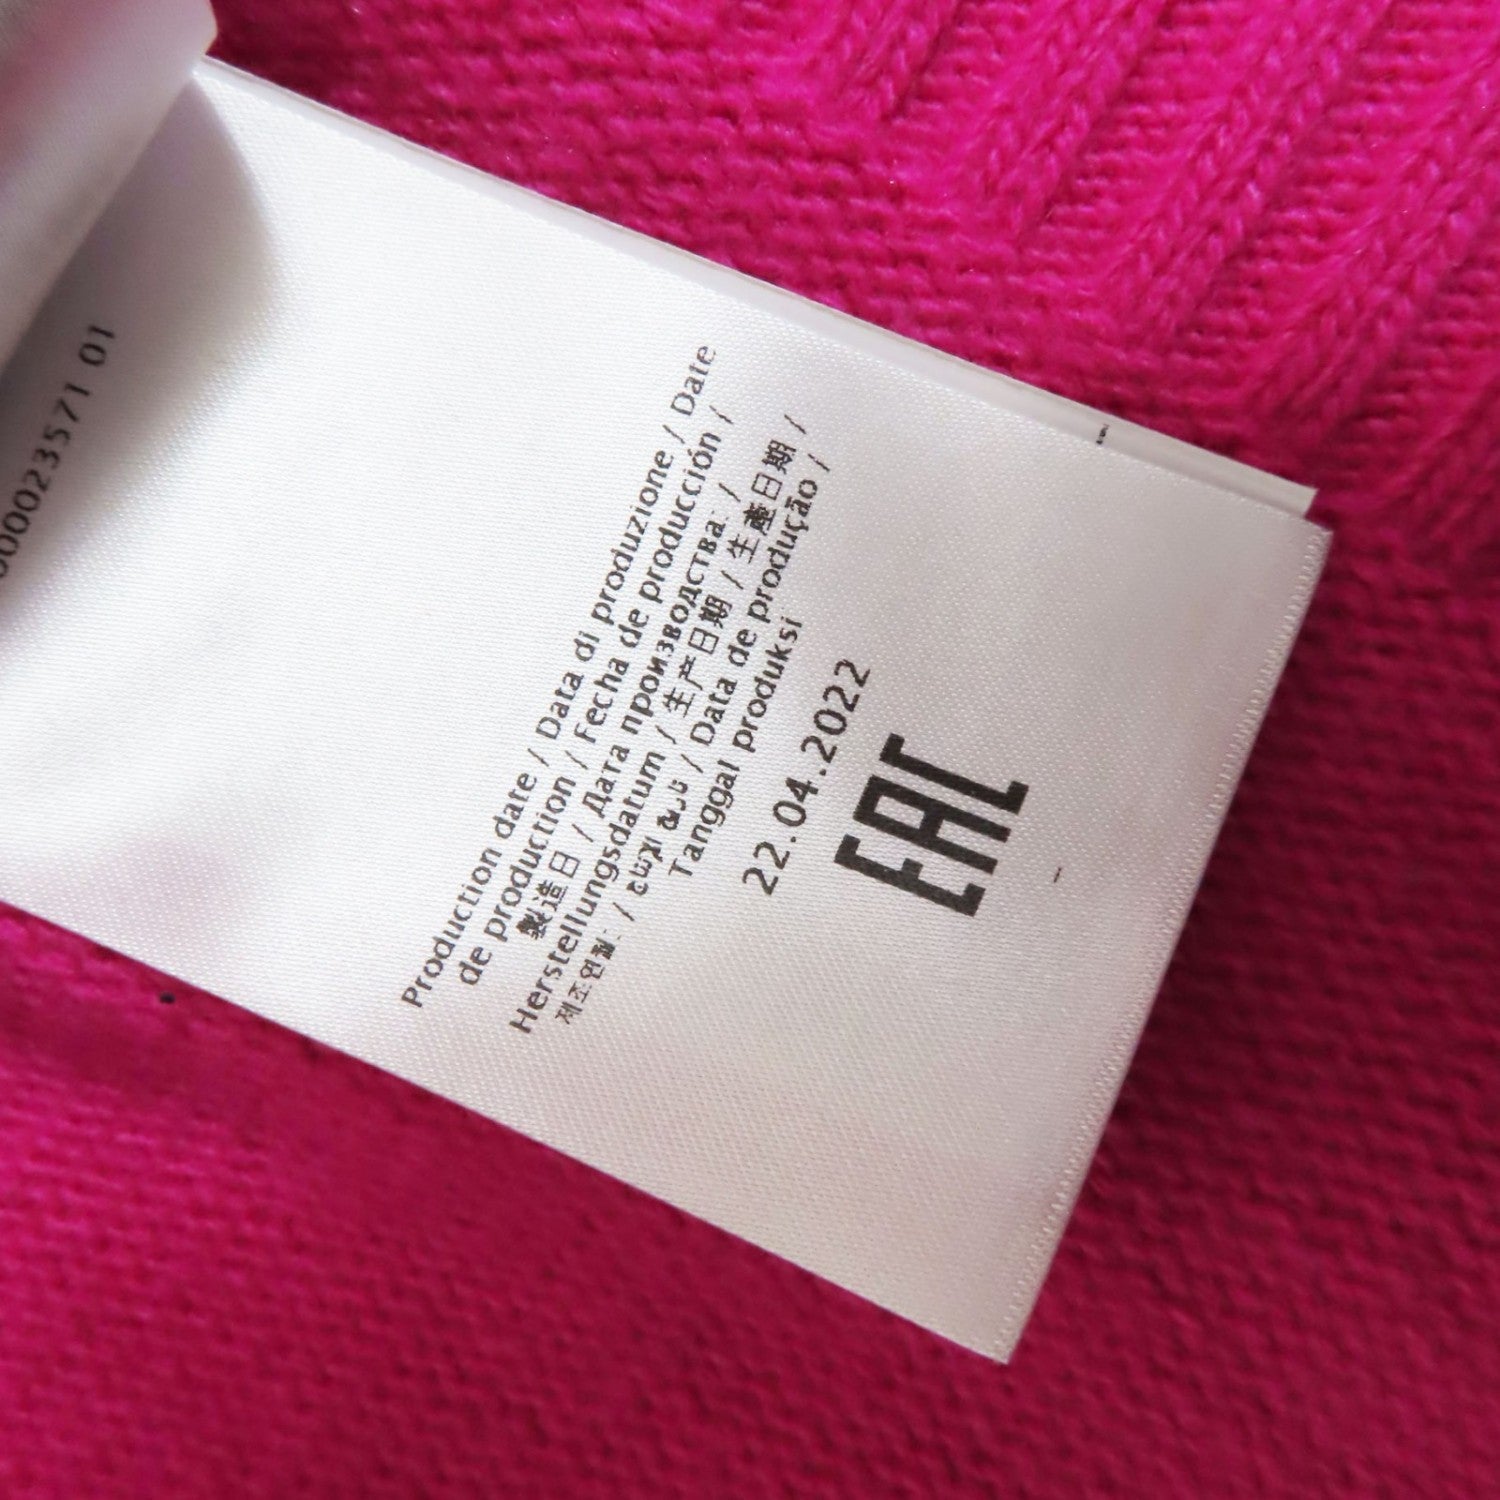 000023571 01
Production date / Data di produzione / Date
de production / Fecha de producción /
製造日 / Дата производства: / 
Herstellungsdatum / 生产日期 / 生產日期 /
제조연월: / تاريخ الإنتاج / Data de produção /
Tanggal produksi
22.04.2022
EAC